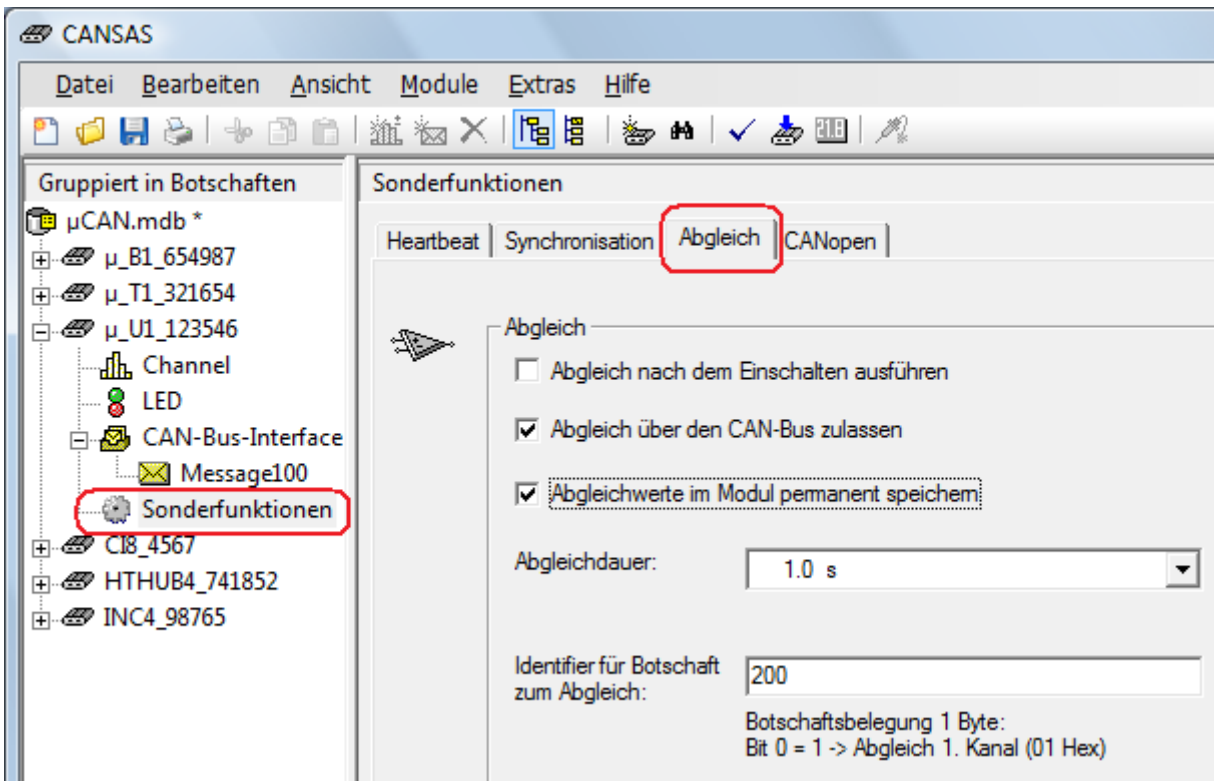 CANSAS
Datei Bearbeiten Ansicht Module Extras Hilfe
21.8
Gruppiert in Botschaften
µCAN.mdb *
µ_B1_654987
µ_T1_321654
µ_U1_123546
Channel
LED
CAN-Bus-Interface
Message100
Sonderfunktionen
CI8_4567
HTHUB4_741852
INC4_98765
Sonderfunktionen
Heartbeat Synchronisation Abgleich CANopen
Abgleich
Abgleich nach dem Einschalten ausführen
Abgleich über den CAN-Bus zulassen
Abgleichwerte im Modul permanent speichern
Abgleichdauer: 1.0 s
Identifier für Botschaft
zum Abgleich:
200
Botschaftsbelegung 1 Byte:
Bit 0 = 1 -> Abgleich 1. Kanal (01 Hex)